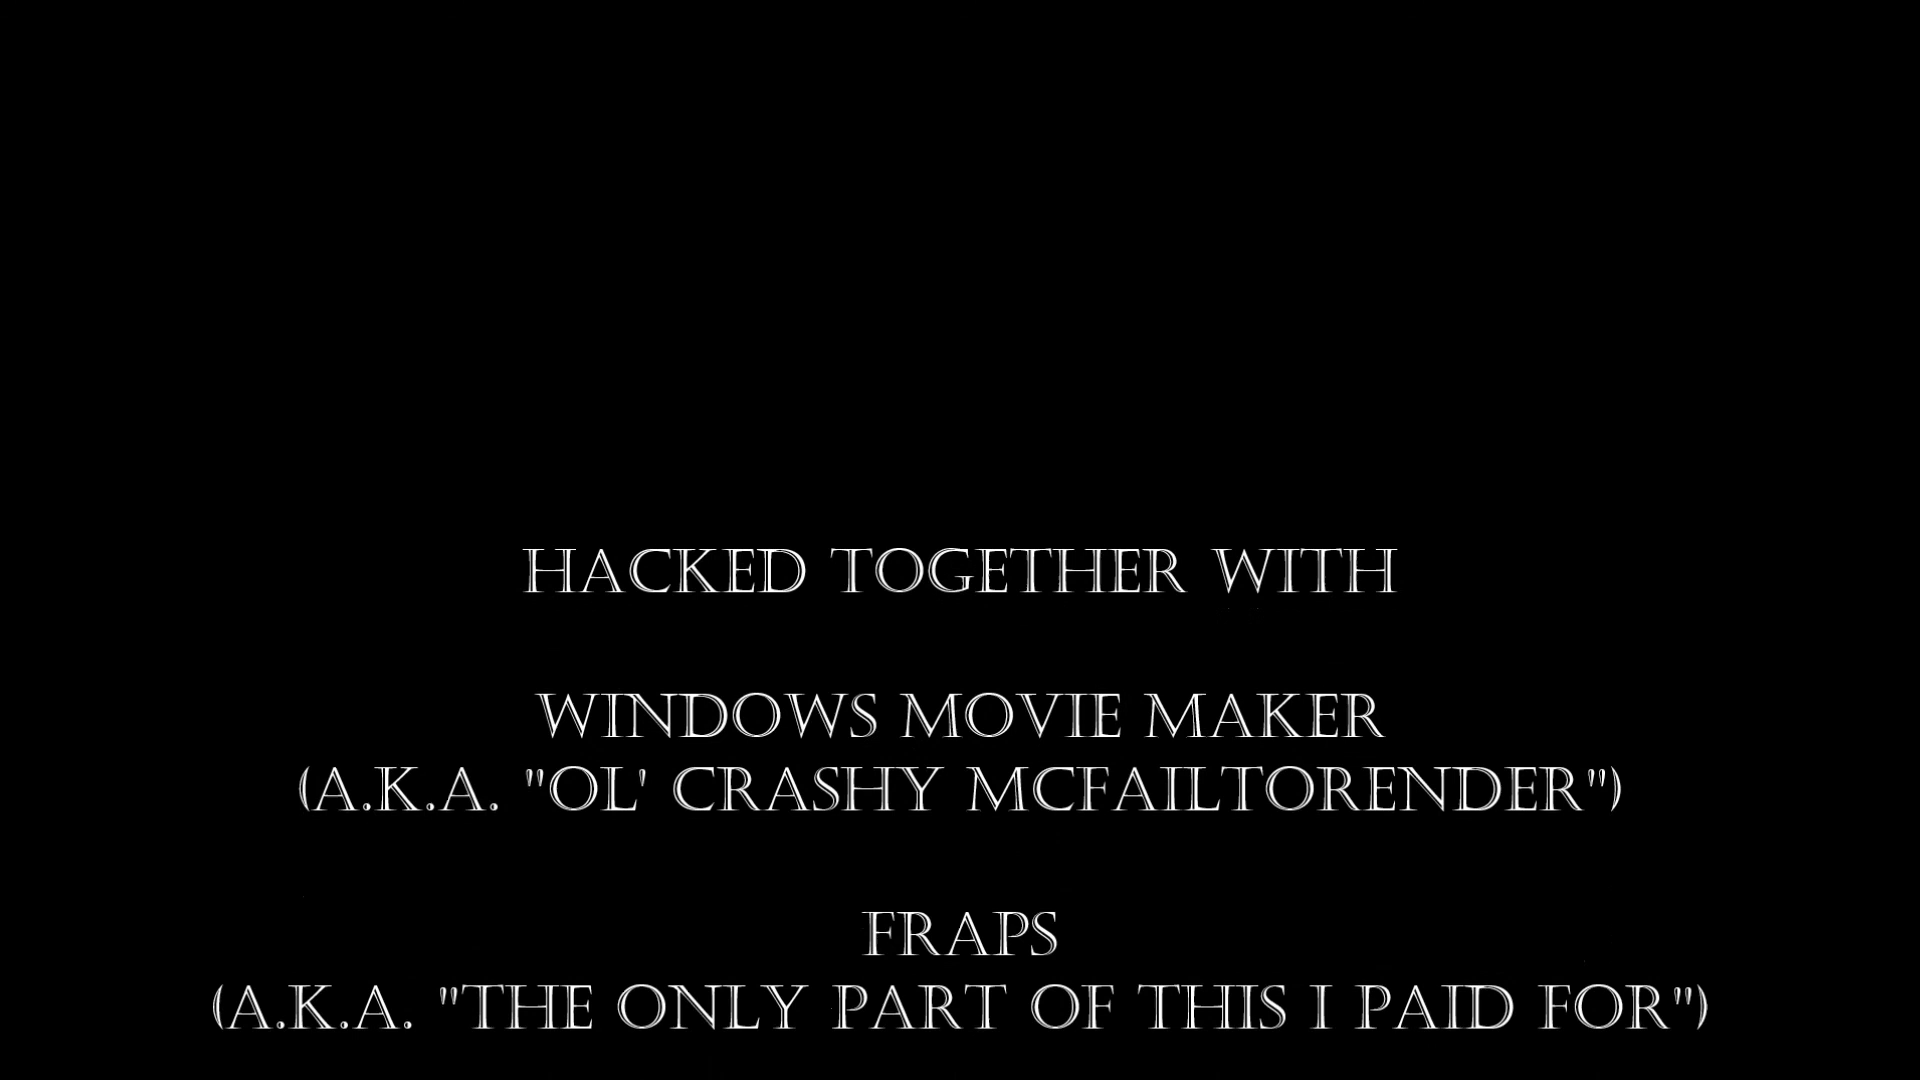 HACKED TOGETHER WITH
WINDOWS MOVIE MAKER
(A.K.A. "OL' CRASHY MCFAILTORENDER")
FRAPS
(A.K.A. "THE ONLY PART OF THIS I PAID FOR")